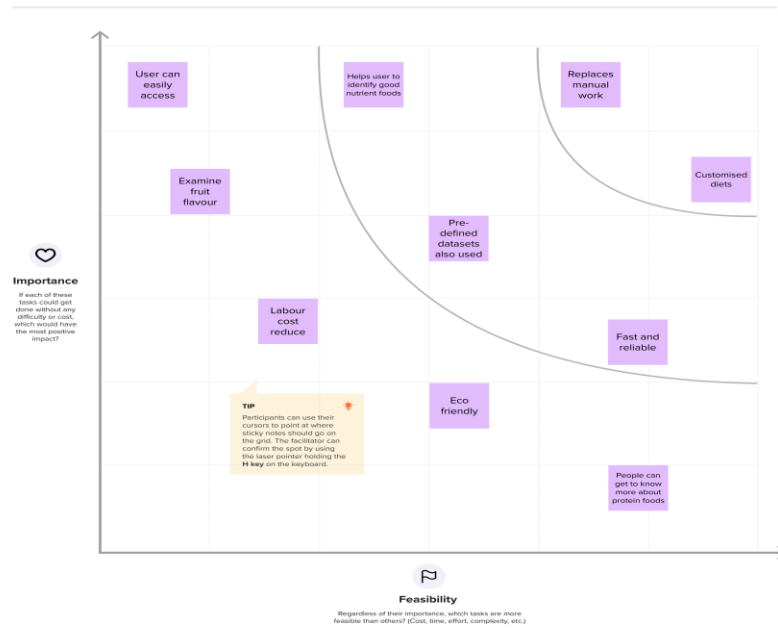 User can
easily
access
Helps user to
identify good
nutrient foods
Replaces
manual
work
Examine
fruit
flavour
Customised
diets
Pre-
defined
datasets
also used
Importance
If each of these
tasks could get
done without any
difficulty or cost,
which would have
the most positive
impact?
Labour
cost
reduce
Fast and
reliable
TIP
Participants can use their
cursors to point at where
sticky notes should go on
the grid. The facilitator can
confirm the spot by using
the laser pointer holding the
H key on the keyboard.
Eco
friendly
People can
get to know
more about
protein foods
Feasibility
Regardless of their importance, which tasks are more
feasible than others? (Cost, time, effort, complexity, etc.)